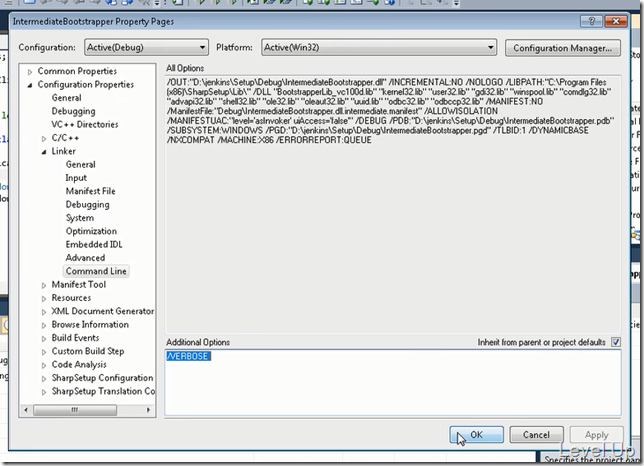 IntermediateBootstrapper Property Pages
Configuration: Active(Debug) Platform: Active(Win32) Configuration Manager...
Common Properties
Configuration Properties
General
Debugging
VC++ Directories
C/C++
Linker
General
Input
Manifest File
Debugging
System
Optimization
Embedded IDL
Advanced
Command Line
Manifest Tool
Resources
XML Document Generator
Browse Information
Build Events
Custom Build Step
Code Analysis
SharpSetup Configuration
SharpSetup Translation Co
All Options
/OUT:"D:\jenkins\Setup\Debug\IntermediateBootstrapper.dll" /INCREMENTAL:NO /NOLOGO /LIBPATH:"C:\Program Files
(x86)\SharpSetup\Lib\" /DLL "BootstrapperLib_vc100d.lib" "kernel32.lib" "user32.lib" "gdi32.lib" "winspool.lib" "comdlg32.lib"
"advapi32.lib" "shell32.lib" "ole32.lib" "oleaut32.lib" "uuid.lib" "odbc32.lib" "odbccp32.lib" /MANIFEST:NO
/ManifestFile:"Debug\IntermediateBootstrapper.dll.intermediate.manifest" /ALLOWISOLATION
/MANIFESTUAC:"level='asInvoker' uiAccess='false'" /DEBUG /PDB:"D:\jenkins\Setup\Debug\IntermediateBootstrapper.pdb"
/SUBSYSTEM:WINDOWS /PGD:"D:\jenkins\Setup\Debug\IntermediateBootstrapper.pgd" /TLBID:1 /DYNAMICBASE
/NXCOMPAT /MACHINE:X86 /ERRORREPORT:QUEUE
Additional Options Inherit from parent or project defaults
/VERBOSE
OK Cancel Apply
Level Up
Specifies the project par